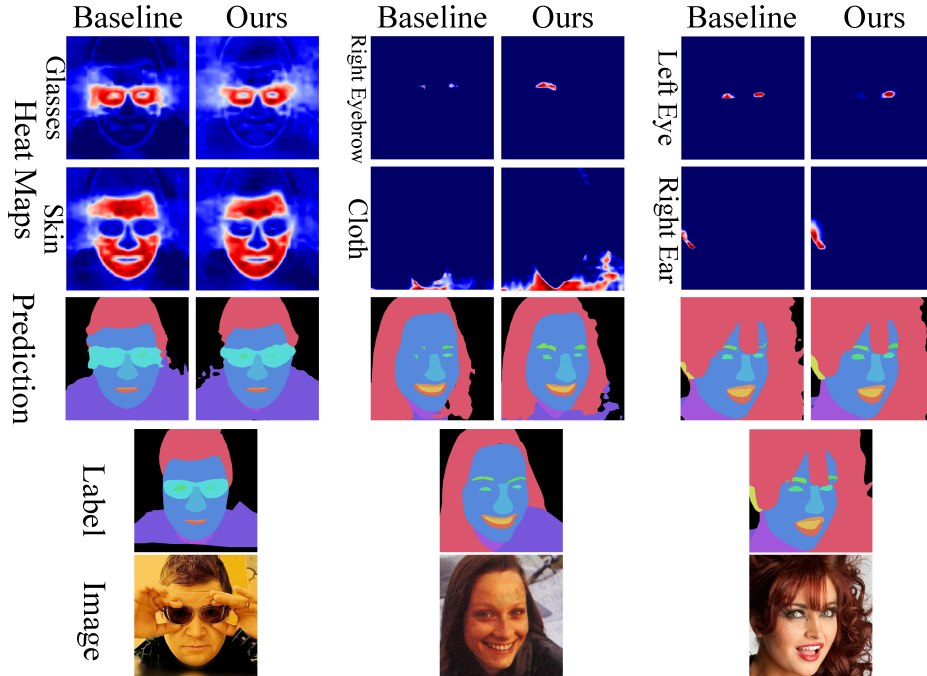 Baseline Ours Baseline Ours Baseline Ours
Heat Maps
Glasses
Right Eyebrow
Left Eye
Skin
Cloth
Right Ear
Prediction
Label
Image